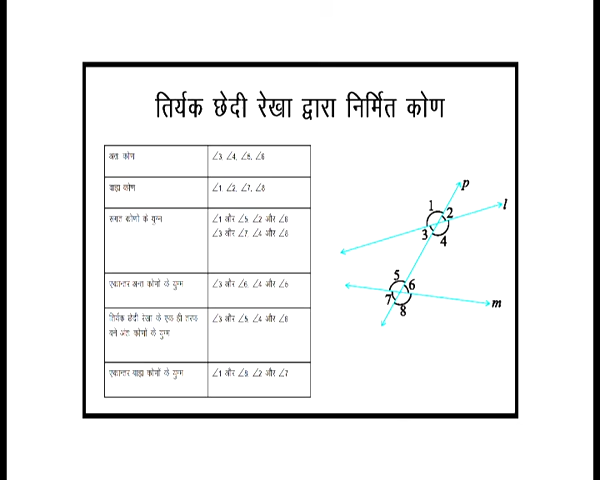 तिर्यक छेदी रेखा द्वारा निर्मित कोण
अंतः कोण ∠3 ∠4, ∠5, ∠6
बाह्य कोण ∠1 ∠2, ∠7, ∠8
संगत कोणों के युग्म ∠1 और ∠5, ∠2 और ∠6
∠3 और ∠7, ∠4 और ∠8
एकान्तर अन्तः कोणों के युग्म ∠3 और ∠6, ∠4 और ∠5
तिर्यक छेदी रेखा के एक ही तरफ ∠3 और ∠5, ∠4 और ∠6
बने अंतः कोणों के युग्म
एकान्तर बाह्य कोणों के युग्म ∠1 और ∠8, ∠2 और ∠7
p
1 2 l
3 4
5 6
7 8
m